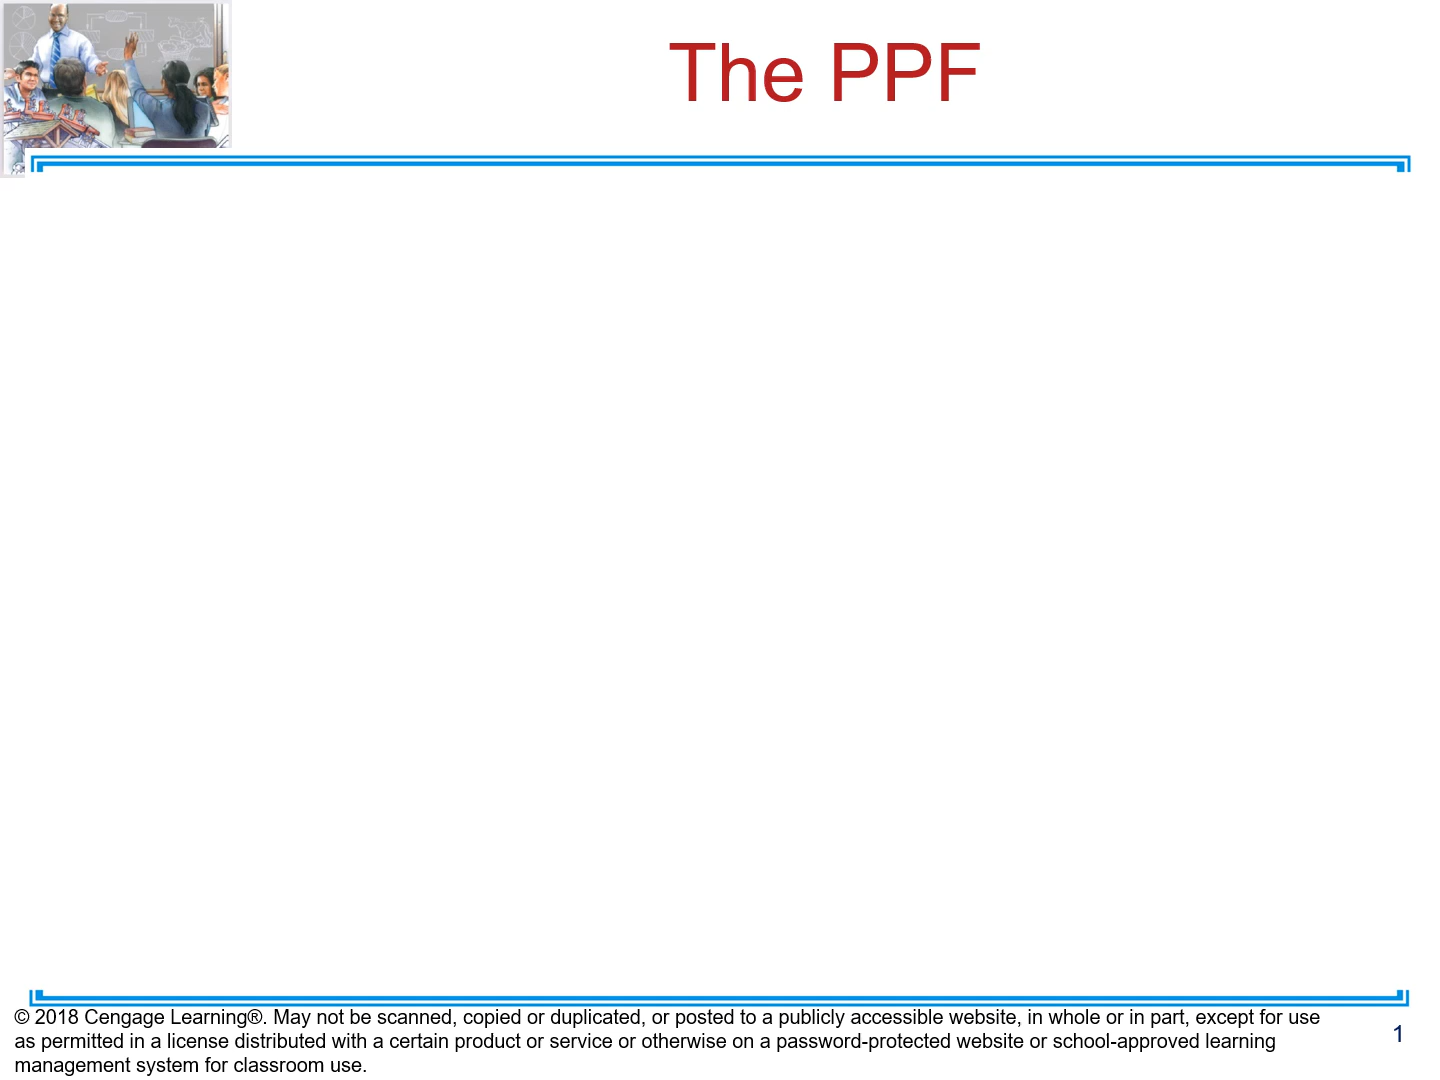 The PPF
© 2018 Cengage Learning®. May not be scanned, copied or duplicated, or posted to a publicly accessible website, in whole or in part, except for use
as permitted in a license distributed with a certain product or service or otherwise on a password-protected website or school-approved learning
management system for classroom use.
1